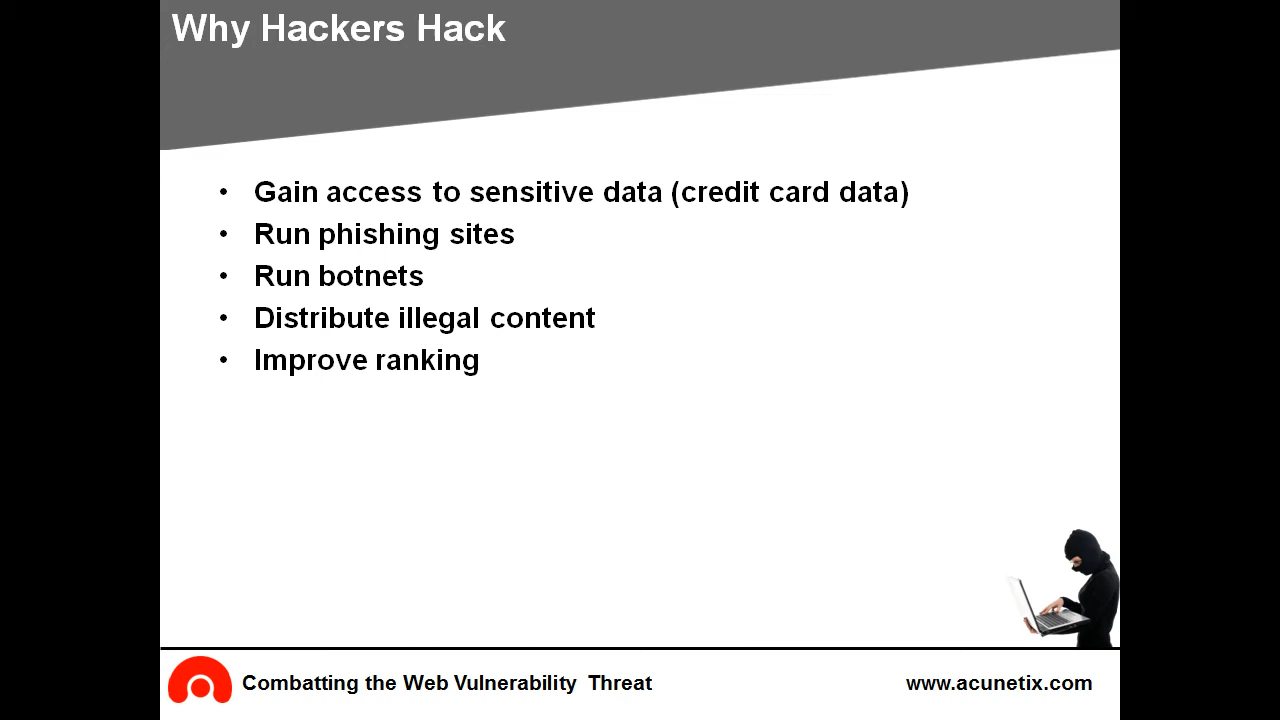 Why Hackers Hack
• Gain access to sensitive data (credit card data)
• Run phishing sites
• Run botnets
• Distribute illegal content
• Improve ranking
Combatting the Web Vulnerability Threat
www.acunetix.com